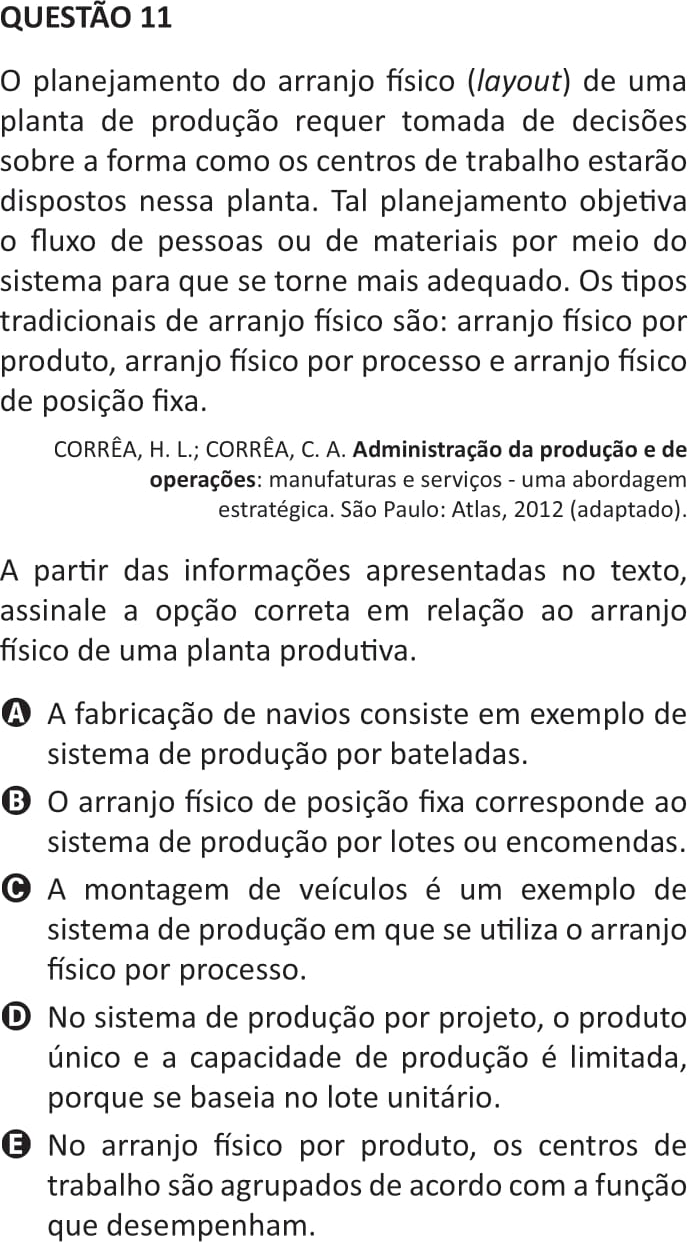 QUESTÃO 11
O planejamento do arranjo físico (layout) de uma
planta de produção requer tomada de decisões
sobre a forma como os centros de trabalho estarão
dispostos nessa planta. Tal planejamento objetiva
o fluxo de pessoas ou de materiais por meio do
sistema para que se torne mais adequado. Os tipos
tradicionais de arranjo físico são: arranjo físico por
produto, arranjo físico por processo e arranjo físico
de posição fixa.
CORRÊA, H. L.; CORRÊA, C. A. Administração da produção e de
operações: manufaturas e serviços - uma abordagem
estratégica. São Paulo: Atlas, 2012 (adaptado).
A partir das informações apresentadas no texto,
assinale a opção correta em relação ao arranjo
físico de uma planta produtiva.
A A fabricação de navios consiste em exemplo de
sistema de produção por bateladas.
B O arranjo físico de posição fixa corresponde ao
sistema de produção por lotes ou encomendas.
C A montagem de veículos é um exemplo de
sistema de produção em que se utiliza o arranjo
físico por processo.
D No sistema de produção por projeto, o produto
único e a capacidade de produção é limitada,
porque se baseia no lote unitário.
E No arranjo físico por produto, os centros de
trabalho são agrupados de acordo com a função
que desempenham.